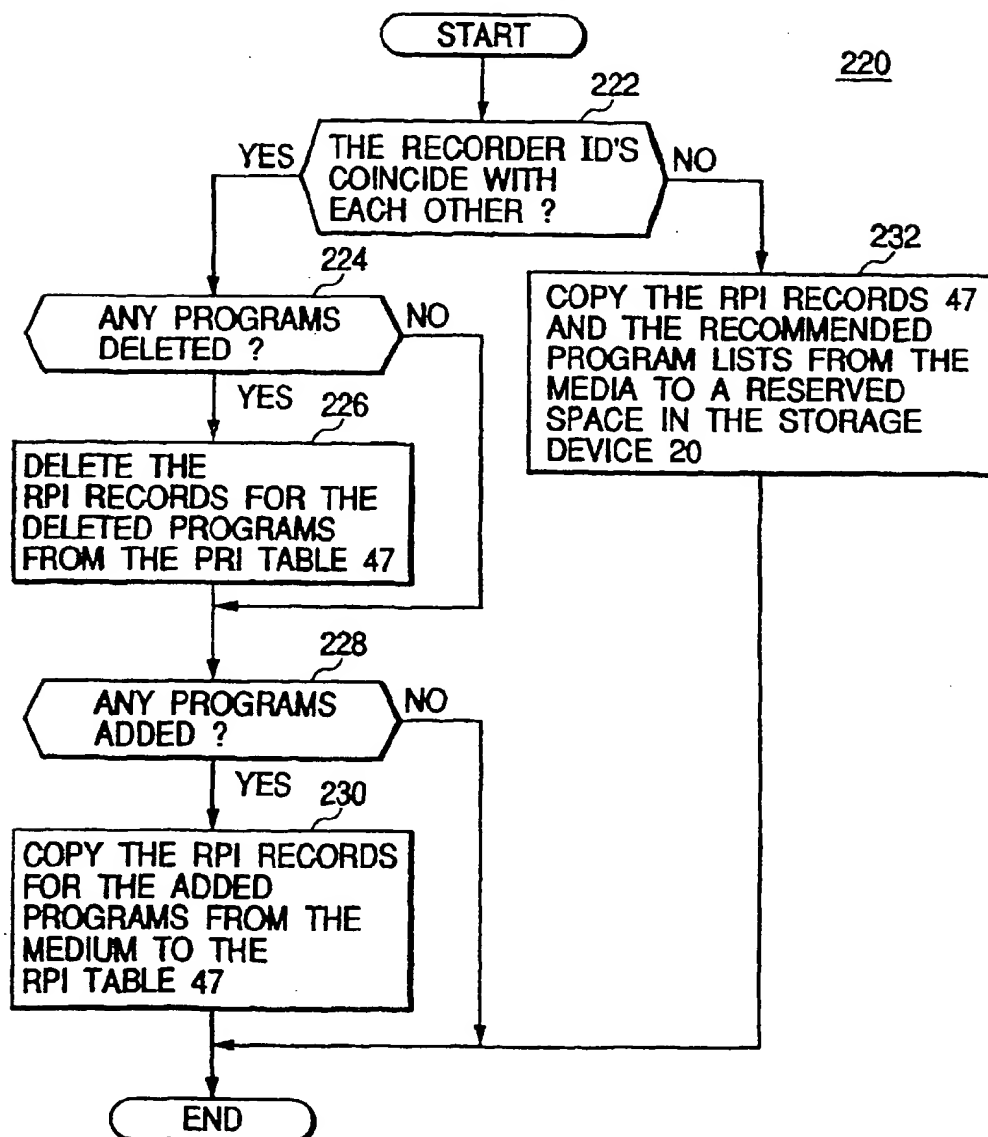 START
220
222
THE RECORDER ID'S
COINCIDE WITH
EACH OTHER ?
YES
NO
224
ANY PROGRAMS
DELETED ?
NO
YES
226
DELETE THE
RPI RECORDS FOR THE
DELETED PROGRAMS
FROM THE PRI TABLE 47
232
COPY THE RPI RECORDS 47
AND THE RECOMMENDED
PROGRAM LISTS FROM THE
MEDIA TO A RESERVED
SPACE IN THE STORAGE
DEVICE 20
228
ANY PROGRAMS
ADDED ?
NO
YES
230
COPY THE RPI RECORDS
FOR THE ADDED
PROGRAMS FROM THE
MEDIUM TO THE
RPI TABLE 47
END